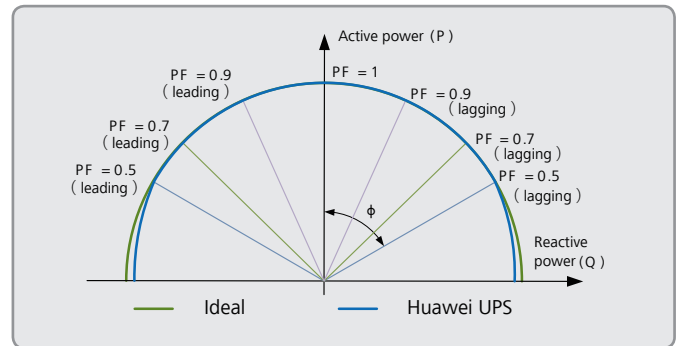 Active power (P)
PF = 1
PF = 0.9
( leading )
PF = 0.9
( lagging )
PF = 0.7
( leading )
PF = 0.7
( lagging )
PF = 0.5
( leading )
PF = 0.5
( lagging )
ϕ
Reactive
power(Q)
Ideal
Huawei UPS